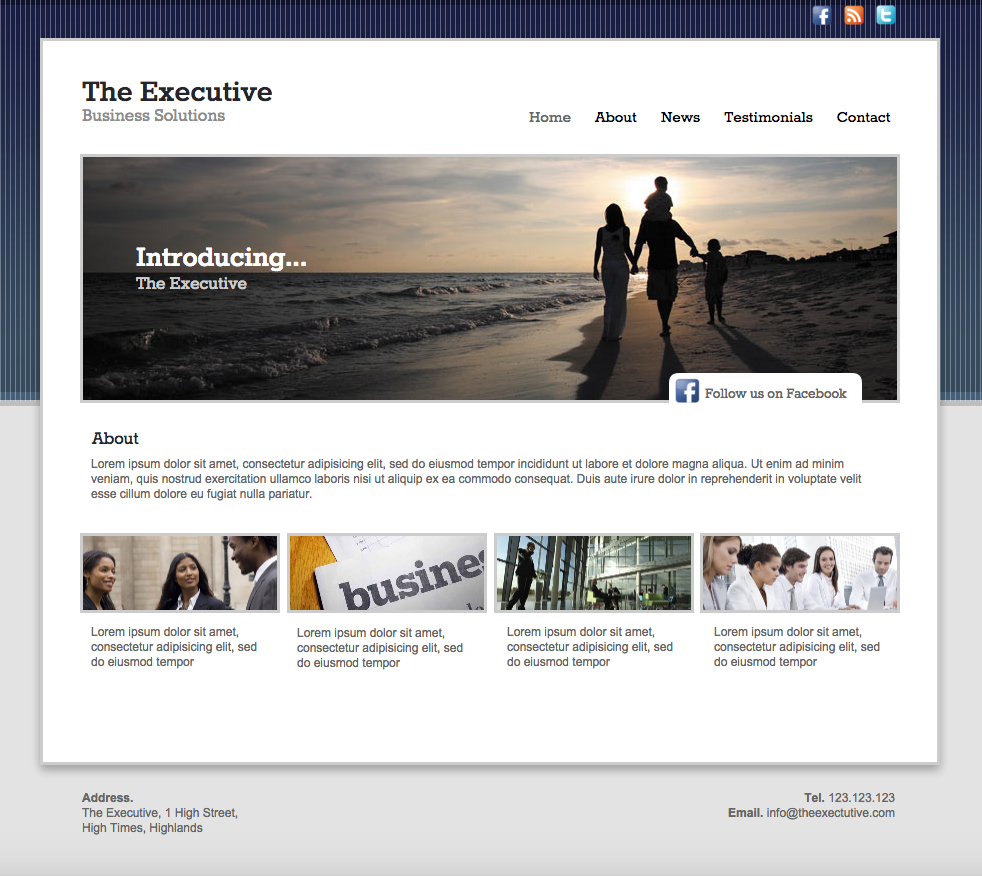 The Executive
Business Solutions
Home About News Testimonials Contact
Introducing...
The Executive
Follow us on Facebook
About
Lorem ipsum dolor sit amet, consectetur adipisicing elit, sed do eiusmod tempor incididunt ut labore et dolore magna aliqua. Ut enim ad minim
veniam, quis nostrud exercitation ullamco laboris nisi ut aliquip ex ea commodo consequat. Duis aute irure dolor in reprehenderit in voluptate velit
esse cillum dolore eu fugiat nulla pariatur.
busines
Lorem ipsum dolor sit amet,
consectetur adipisicing elit, sed
do eiusmod tempor
Lorem ipsum dolor sit amet,
consectetur adipisicing elit, sed
do eiusmod tempor
Lorem ipsum dolor sit amet,
consectetur adipisicing elit, sed
do eiusmod tempor
Lorem ipsum dolor sit amet,
consectetur adipisicing elit, sed
do eiusmod tempor
Address.
The Executive, 1 High Street,
High Times, Highlands
Tel. 123.123.123
Email. info@theexectutive.com